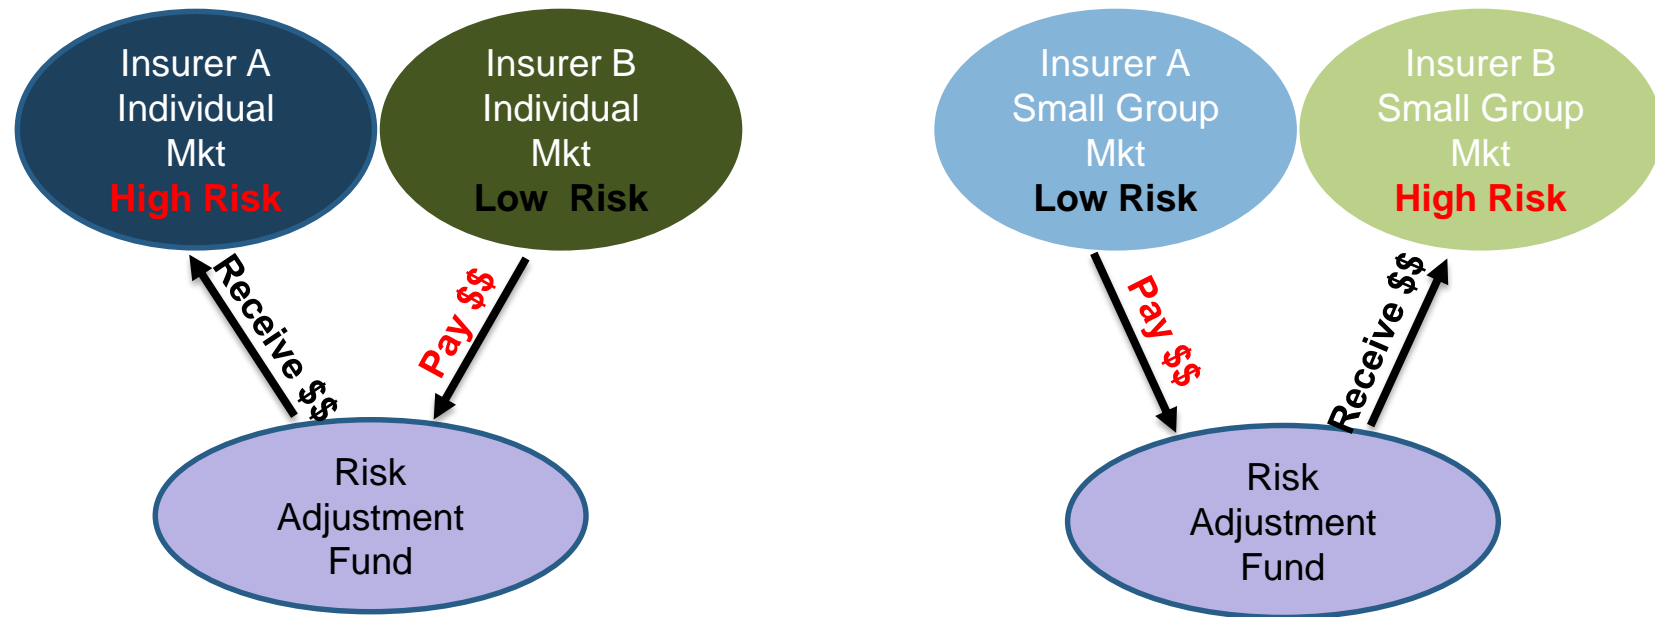 Insurer A
Individual
Mkt
High Risk
Insurer B
Individual
Mkt
Low  Risk
Receive $$
Pay $$
Risk
Adjustment
Fund
Insurer A
Small Group
Mkt
Low Risk
Insurer B
Small Group
Mkt
High Risk
Pay $$
Receive $$
Risk
Adjustment
Fund